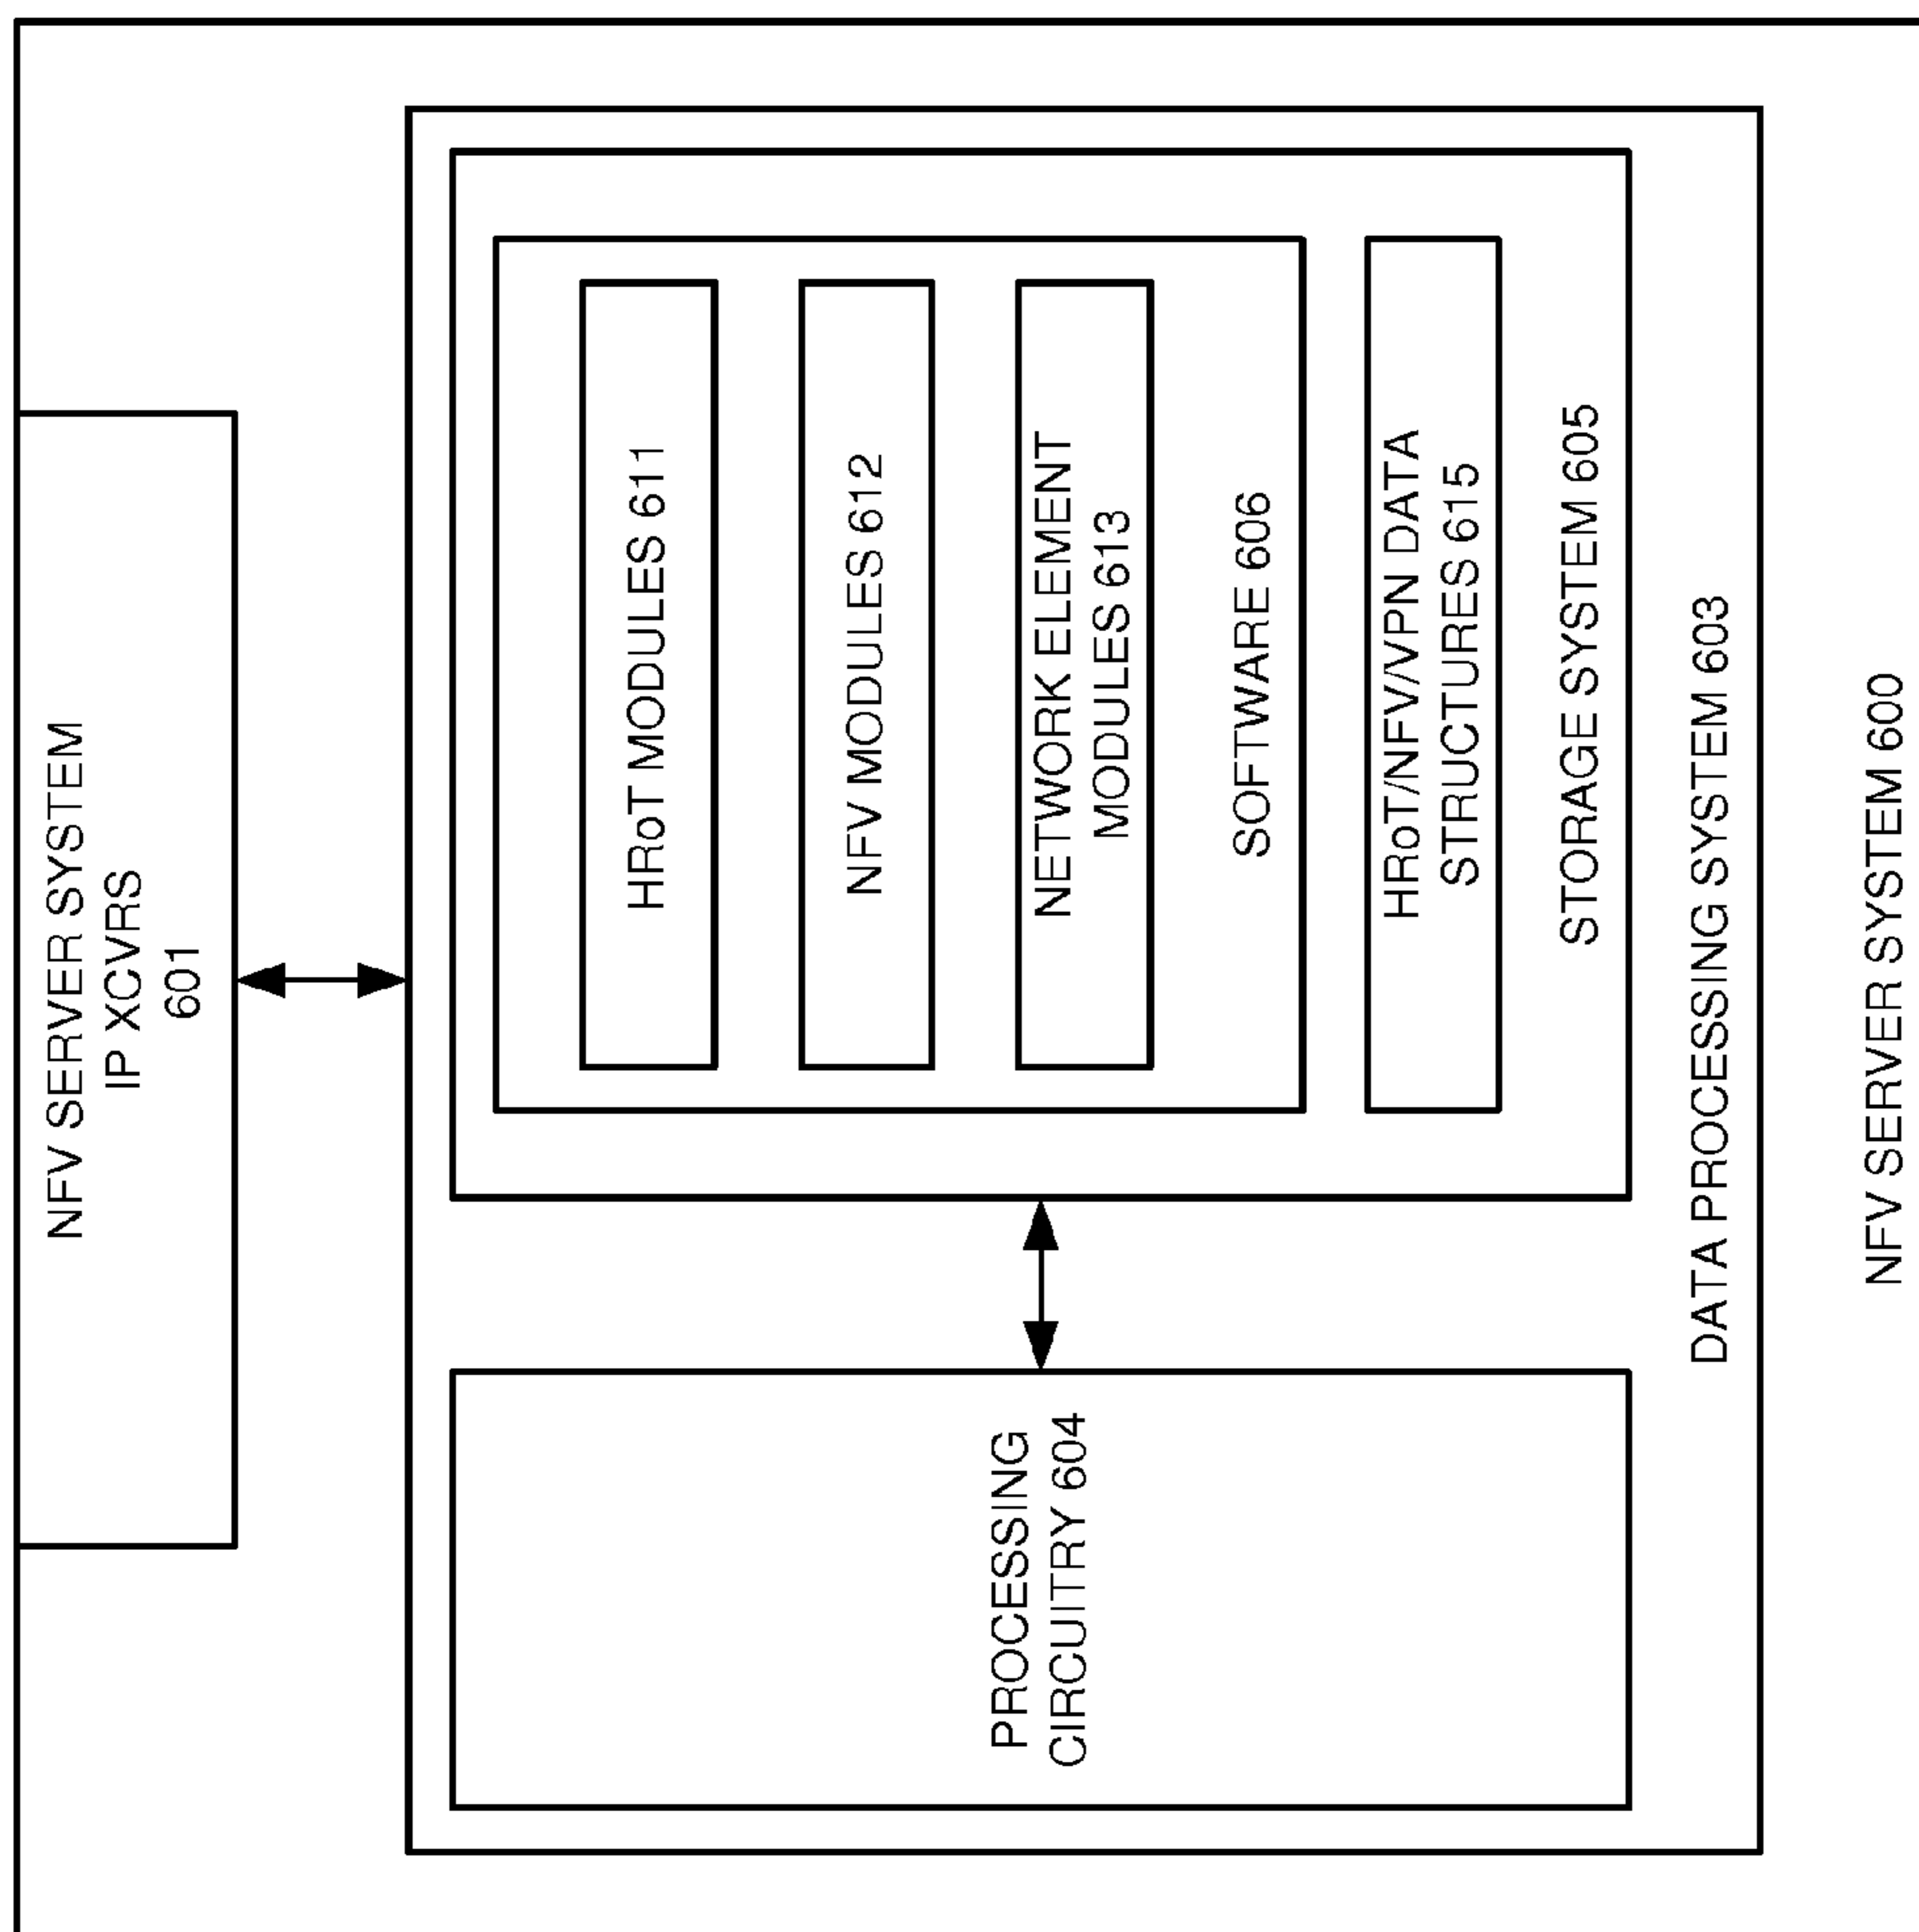 NFV SERVER SYSTEM
IP XCVRS
601
PROCESSING
CIRCUITRY 604
HRoT MODULES 611
NFV MODULES 612
NETWORK ELEMENT
MODULES 613
SOFTWARE 606
HRoT/NFV/VPN DATA
STRUCTURES 615
STORAGE SYSTEM 605
DATA PROCESSING SYSTEM 603
NFV SERVER SYSTEM 600